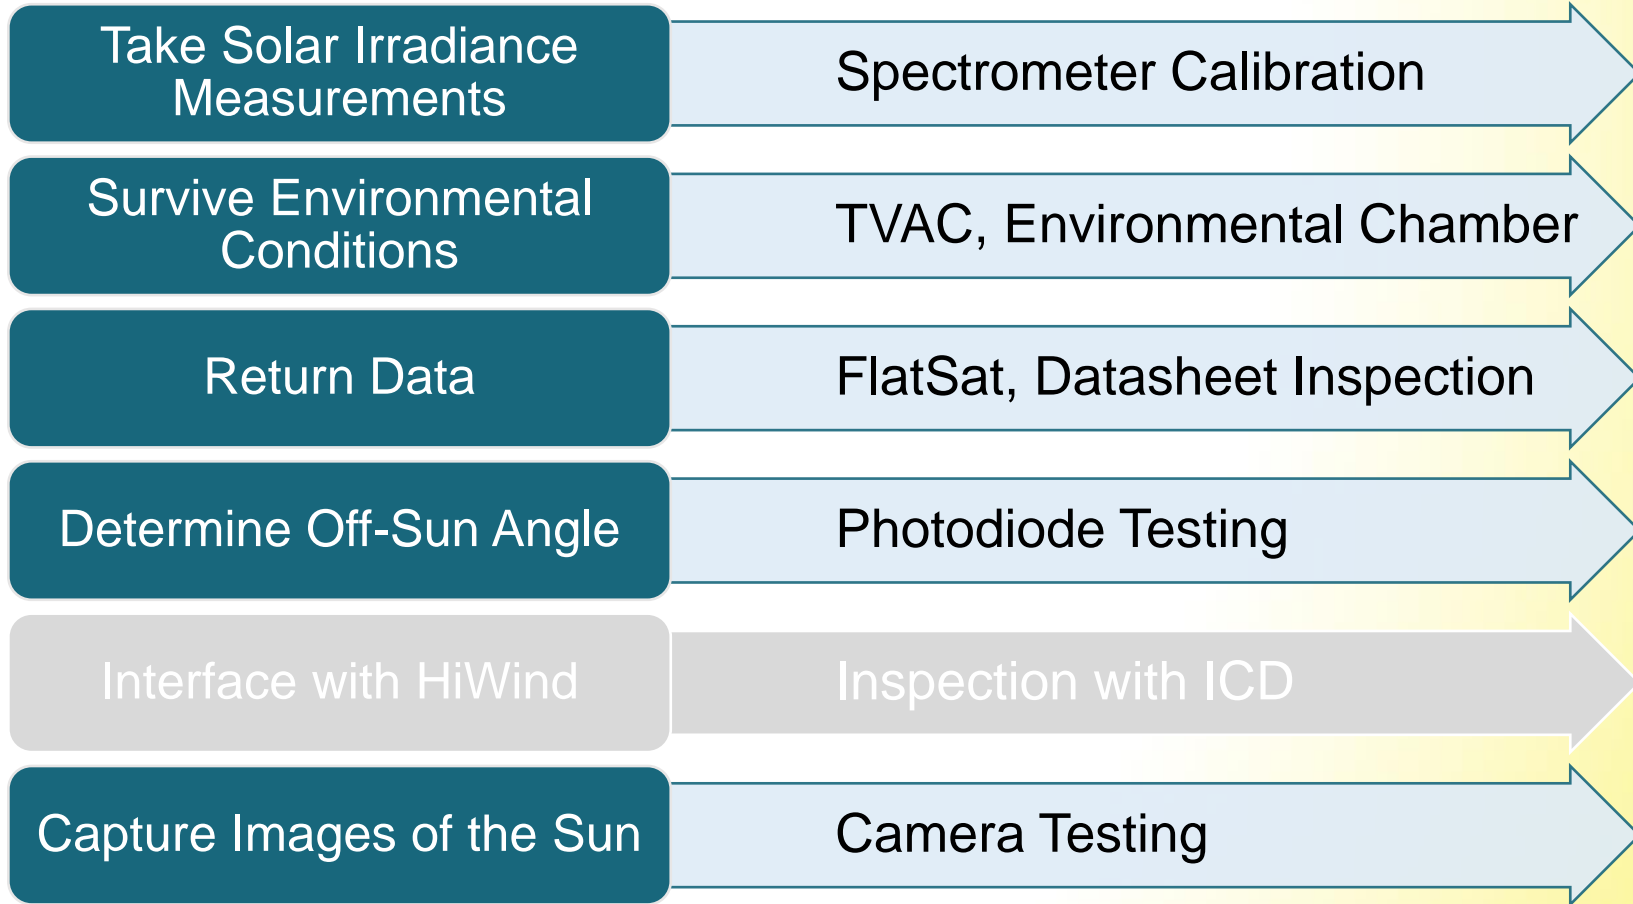 Take Solar Irradiance
Measurements
Spectrometer Calibration
Survive Environmental
Conditions
TVAC, Environmental Chamber
Return Data
FlatSat, Datasheet Inspection
Determine Off-Sun Angle
Photodiode Testing
Interface with HiWind
Inspection with ICD
Capture Images of the Sun
Camera Testing